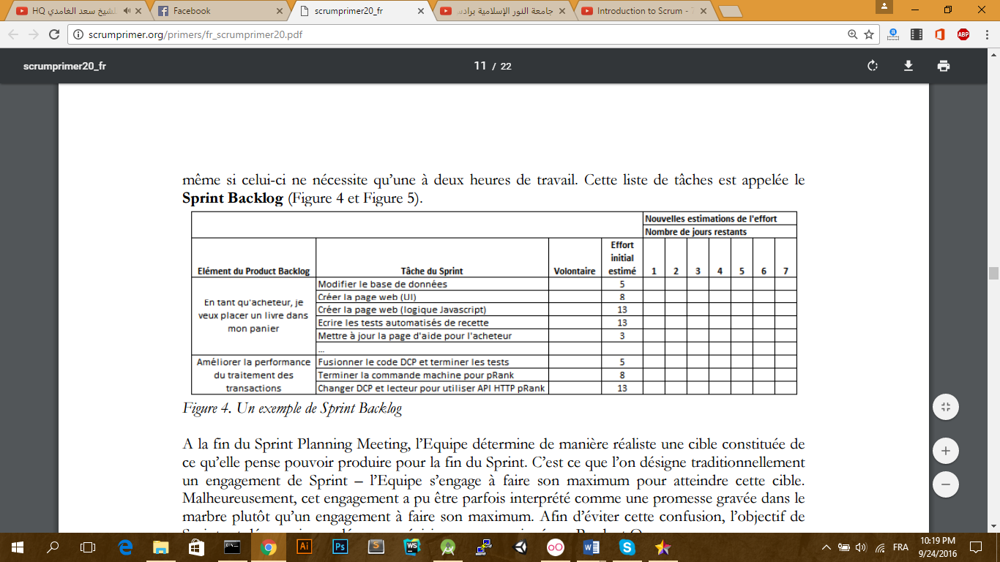 الشيخ سعد الغامدي HQ
Facebook
scrumprimer20_fr
جامعة النور الإسلامية برادس
Introduction to Scrum - 7
scrumprimer.org/primers/fr_scrumprimer20.pdf
ABP
scrumprimer20_fr
11 / 22
même si celui-ci ne nécessite qu'une à deux heures de travail. Cette liste de tâches est appelée le
Sprint Backlog (Figure 4 et Figure 5).
Nouvelles estimations de l'effort
Nombre de jours restants
Elément du Product Backlog Tâche du Sprint Volontaire Effort initial estimé 1 2 3 4 5 6 7
En tant qu'acheteur, je
veux placer un livre dans
mon panier
Modifier le base de données 5
Créer la page web (UI) 8
Créer la page web (logique Javascript) 13
Ecrire les tests automatisés de recette 13
Mettre à jour la page d'aide pour l'acheteur 3
...
Améliorer la performance
du traitement des
transactions
Fusionner le code DCP et terminer les tests 5
Terminer la commande machine pour pRank 8
Changer DCP et lecteur pour utiliser API HTTP pRank 13
Figure 4. Un exemple de Sprint Backlog
A la fin du Sprint Planning Meeting, l'Equipe détermine de manière réaliste une cible constituée de
ce qu'elle pense pouvoir produire pour la fin du Sprint. C'est ce que l'on désigne traditionnellement
un engagement de Sprint – l'Equipe s'engage à faire son maximum pour atteindre cette cible.
Malheureusement, cet engagement a pu être parfois interprété comme une promesse gravée dans le
marbre plutôt qu'un engagement à faire son maximum. Afin d'éviter cette confusion, l'objectif de
Ai
Ps
S
WS
W
S
FRA
10:19 PM
9/24/2016